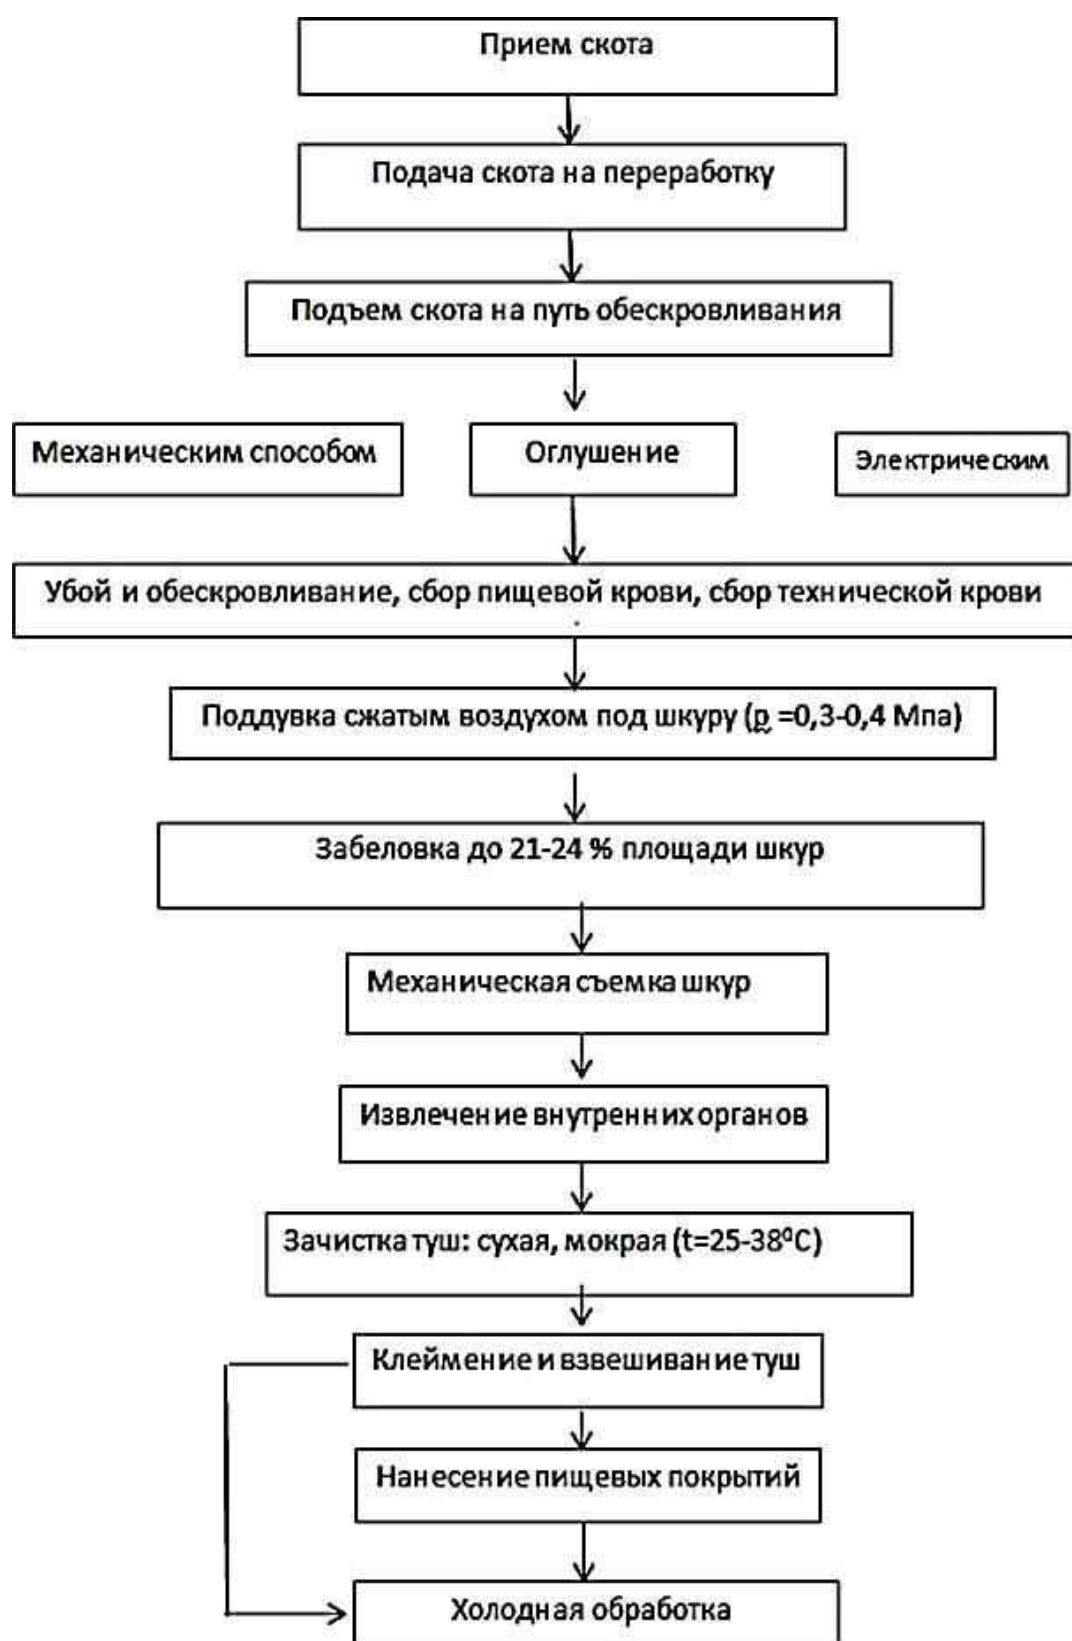 Прием скота
Подача скота на переработку
Подъем скота на путь обескровливания
Механическим способом
Оглушение
Электрическим
Убой и обескровливание, сбор пищевой крови, сбор технической крови
.
Поддувка сжатым воздухом под шкуру (р =0,3-0,4 Мпа)
Забеловка до 21-24 % площади шкур
Механическая съемка шкур
Извлечение внутренних органов
Зачистка туш: сухая, мокрая (t=25-38⁰С)
Клеймение и взвешивание туш
Нанесение пищевых покрытий
Холодная обработка